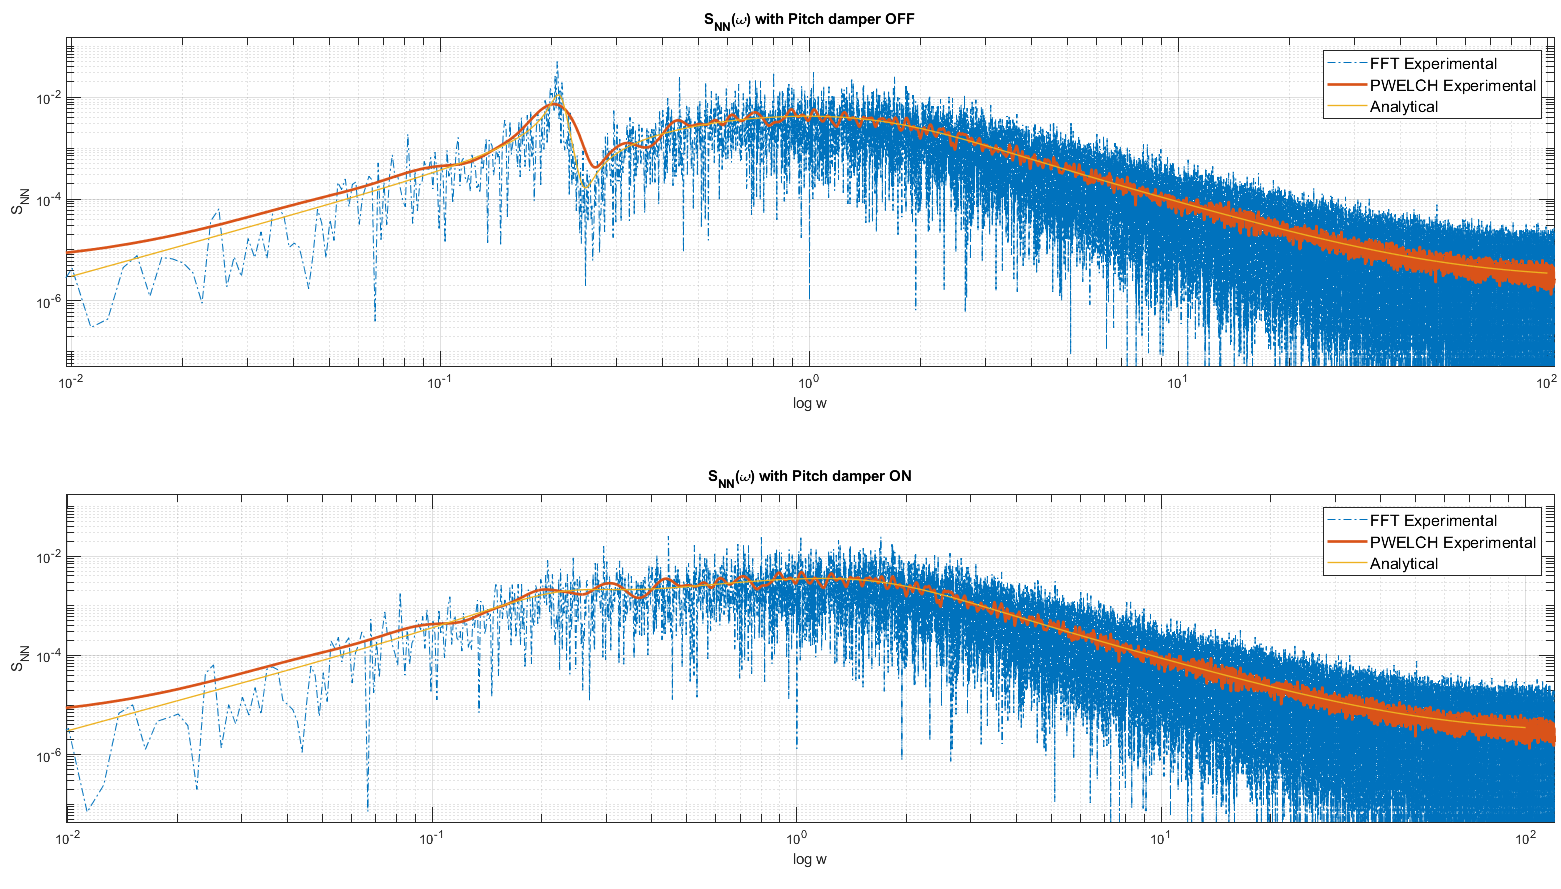 S_NN(ω) with Pitch damper OFF
FFT Experimental
PWELCH Experimental
Analytical
S_NN
10^-2
10^-4
10^-6
10^-2 10^-1 10^0 10^1 10^2
log w
S_NN(ω) with Pitch damper ON
FFT Experimental
PWELCH Experimental
Analytical
S_NN
10^-2
10^-4
10^-6
10^-2 10^-1 10^0 10^1 10^2
log w